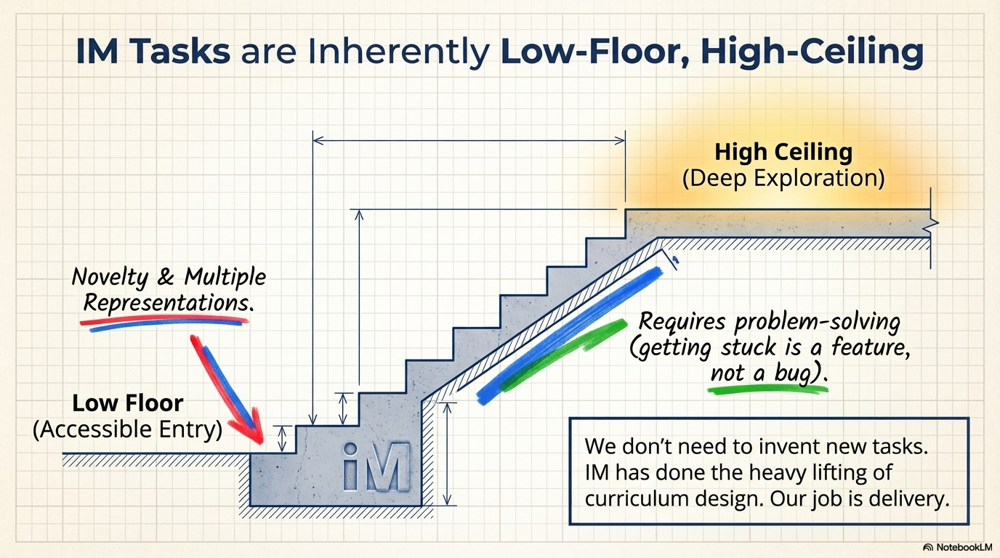 IM Tasks are Inherently Low-Floor, High-Ceiling
High Ceiling
(Deep Exploration)
Novelty & Multiple
Representations.
Requires problem-solving
(getting stuck is a feature,
not a bug).
Low Floor
(Accessible Entry)
iM
We don't need to invent new tasks.
IM has done the heavy lifting of
curriculum design. Our job is delivery.
NotebookLM